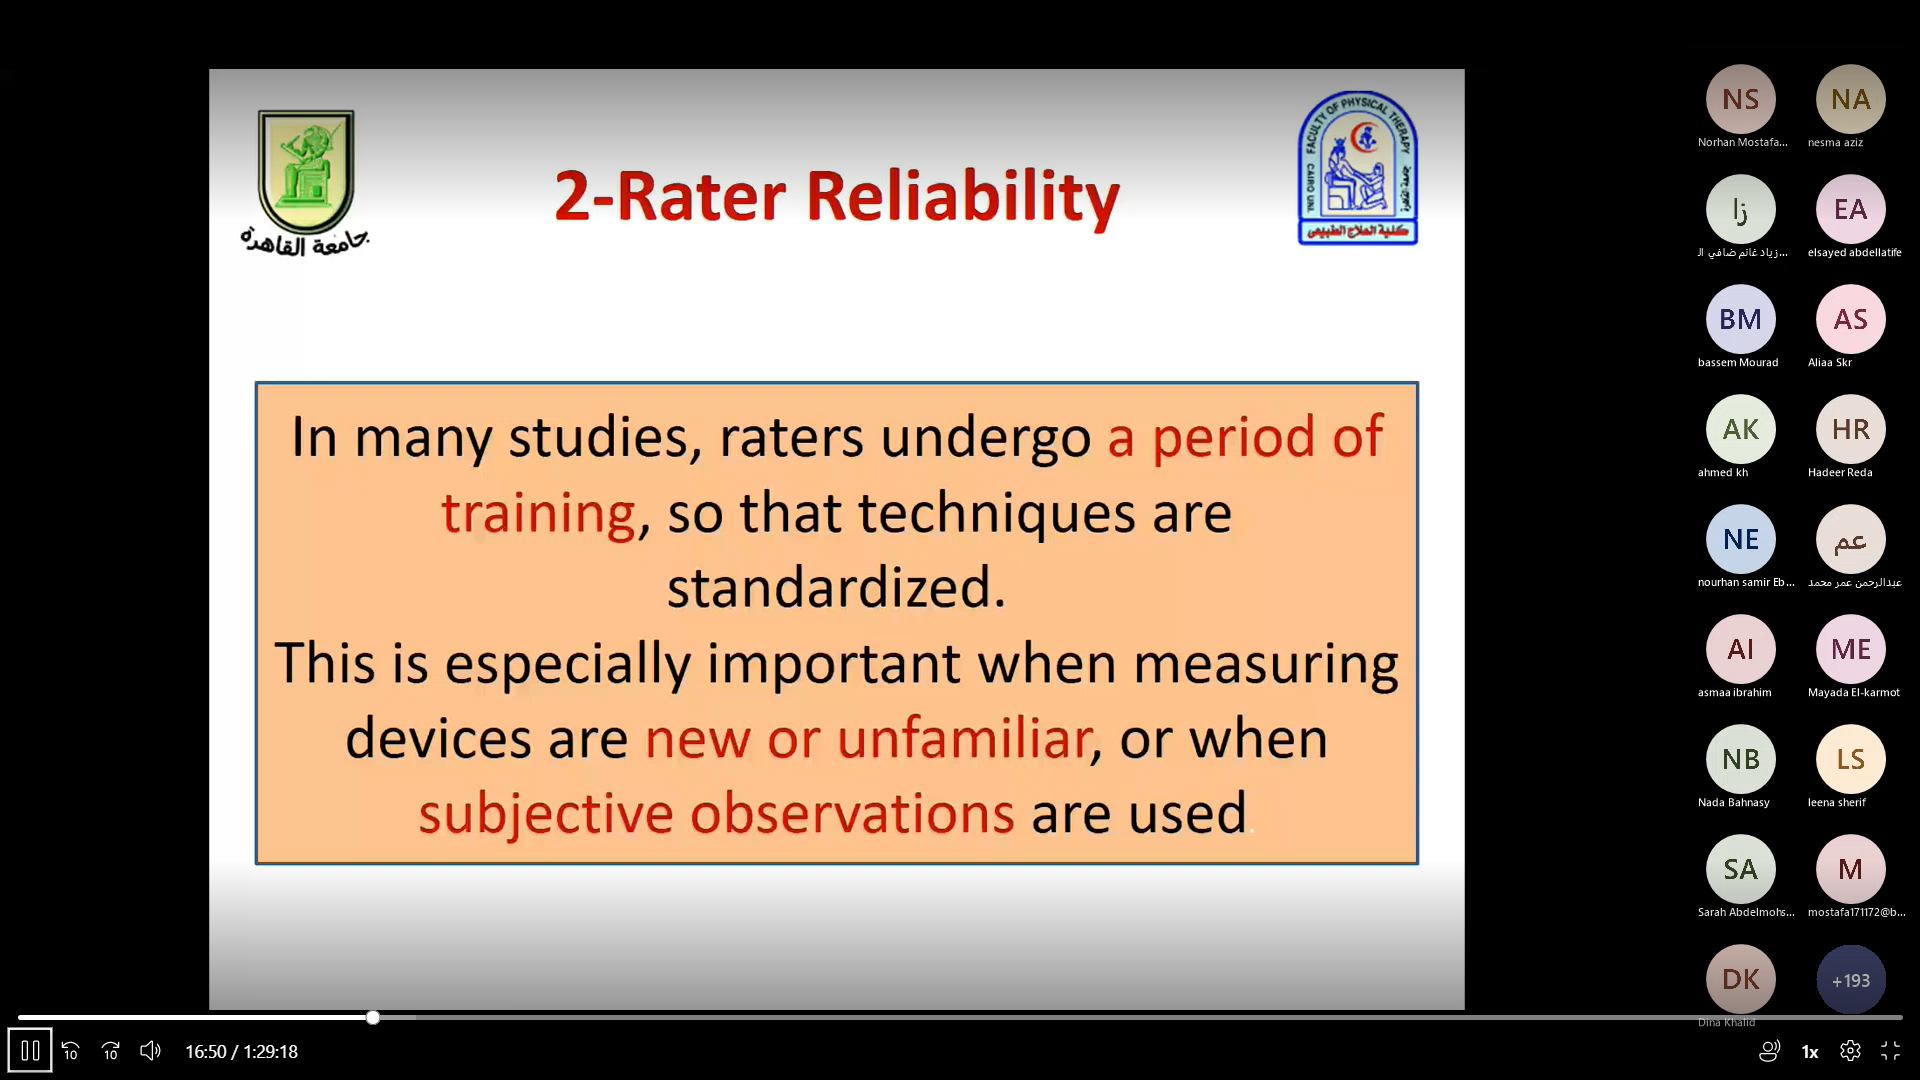 جامعة القاهرة
FACULTY OF PHYSICAL THERAPY
CAIRO UNI.
جامعة القاهرة
كلية العلاج الطبيعى
2-Rater Reliability
In many studies, raters undergo a period of
training, so that techniques are
standardized.
This is especially important when measuring
devices are new or unfamiliar, or when
subjective observations are used.
NS
Norhan Mostafa...
NA
nesma aziz
زا
زياد غانم ضافي ال...
EA
elsayed abdellatife
BM
bassem Mourad
AS
Aliaa Skr
AK
ahmed kh
HR
Hadeer Reda
NE
nourhan samir Eb...
عم
عبدالرحمن عمر محمد
AI
asmaa ibrahim
ME
Mayada El-karmot
NB
Nada Bahnasy
LS
leena sherif
SA
Sarah Abdelmohs...
M
mostafa171172@b...
DK
Dina Khalid
+193
10
10
16:50 / 1:29:18
1x